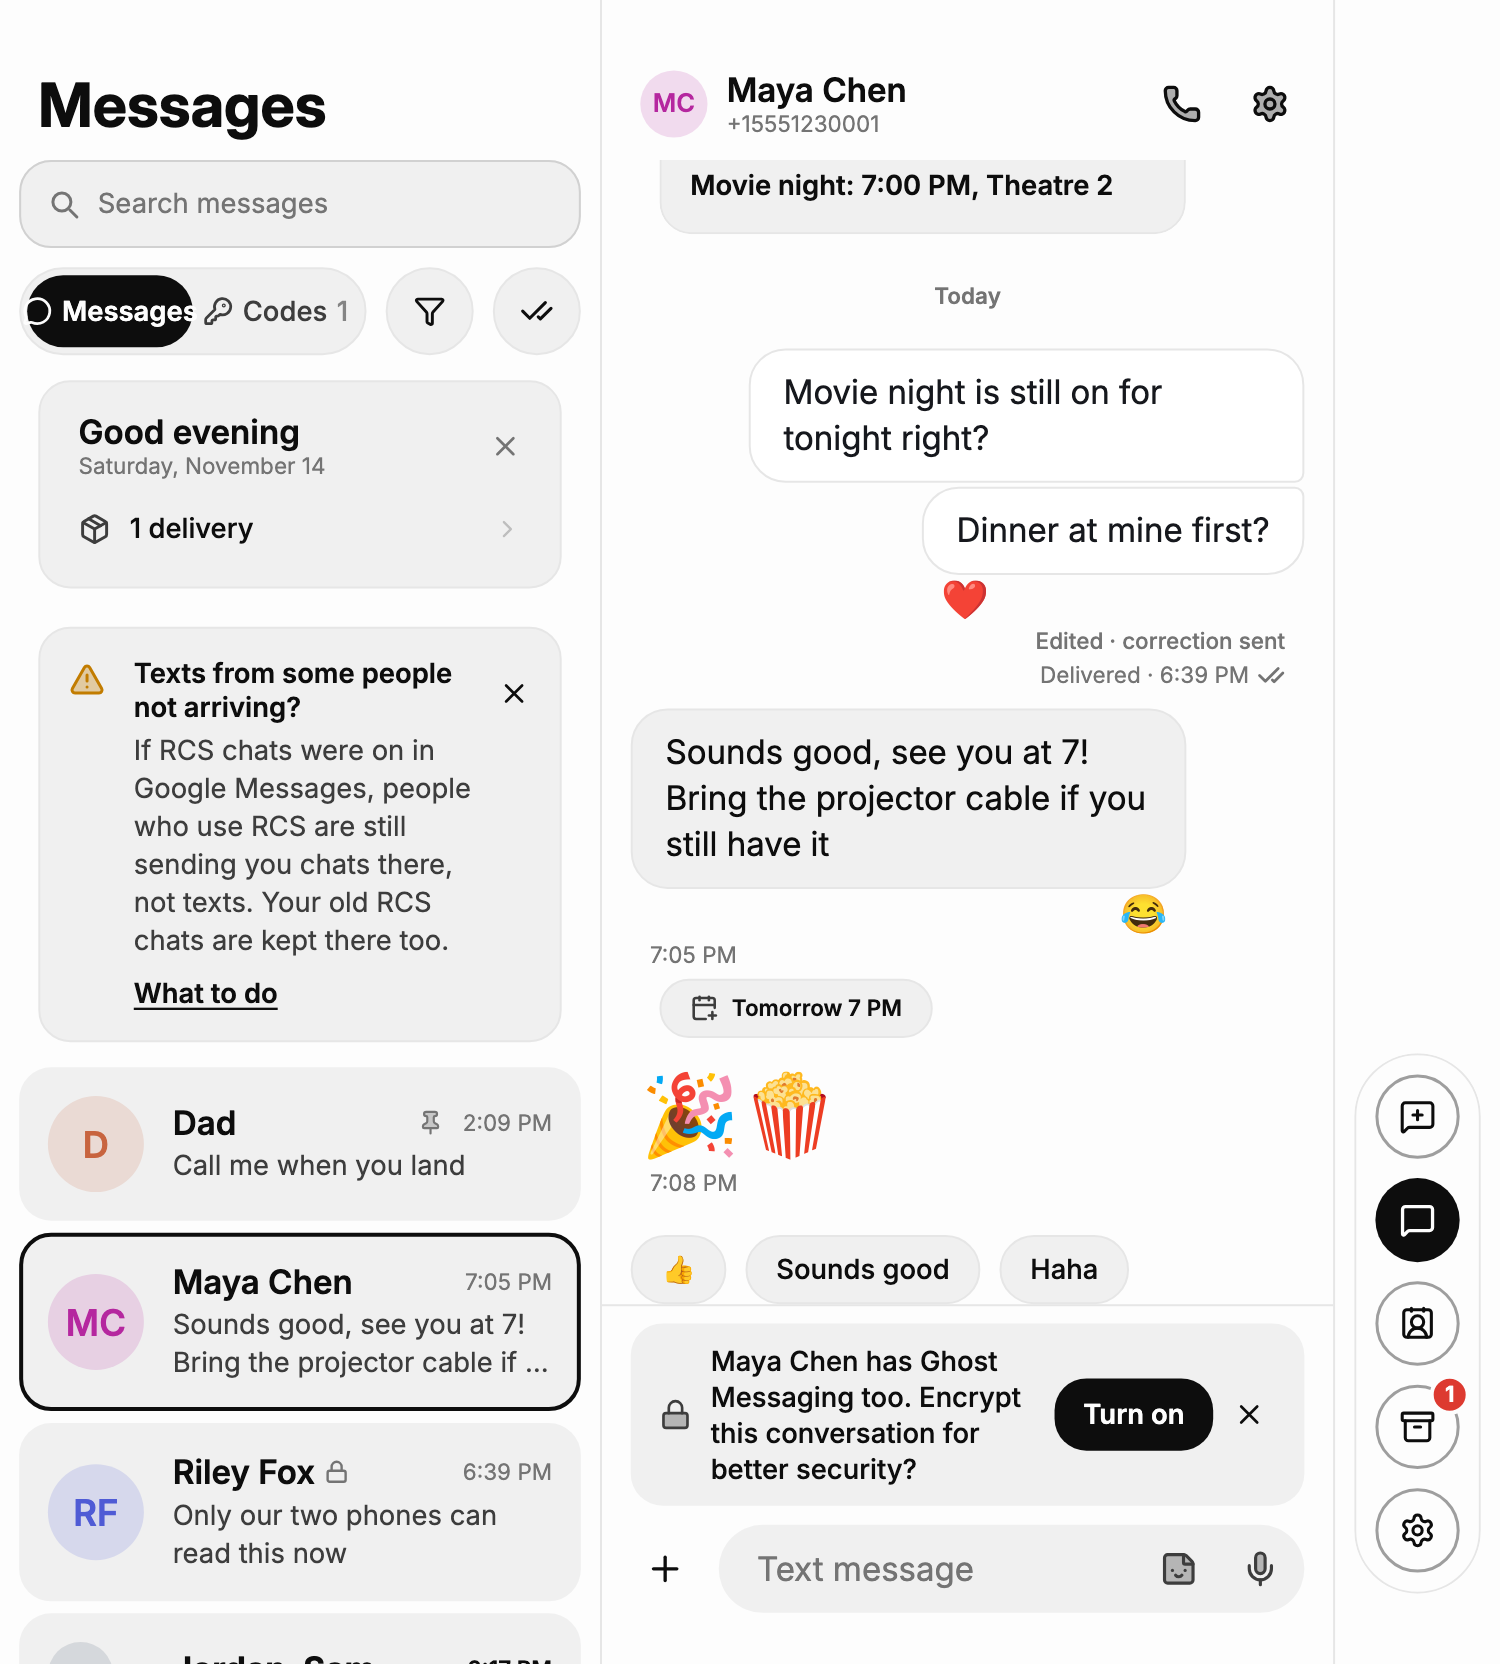 Messages
Search messages
Messages
Codes 1
Good evening
Saturday, November 14
1 delivery
Texts from some people
not arriving?
If RCS chats were on in
Google Messages, people
who use RCS are still
sending you chats there,
not texts. Your old RCS
chats are kept there too.
What to do
D
Dad
2:09 PM
Call me when you land
MC
Maya Chen
7:05 PM
Sounds good, see you at 7!
Bring the projector cable if ...
RF
Riley Fox
6:39 PM
Only our two phones can
read this now
MC
Maya Chen
+15551230001
Movie night: 7:00 PM, Theatre 2
Today
Movie night is still on for
tonight right?
Dinner at mine first?
Edited · correction sent
Delivered · 6:39 PM
Sounds good, see you at 7!
Bring the projector cable if you
still have it
7:05 PM
Tomorrow 7 PM
7:08 PM
Sounds good
Haha
Maya Chen has Ghost
Messaging too. Encrypt
this conversation for
better security?
Turn on
Text message
1